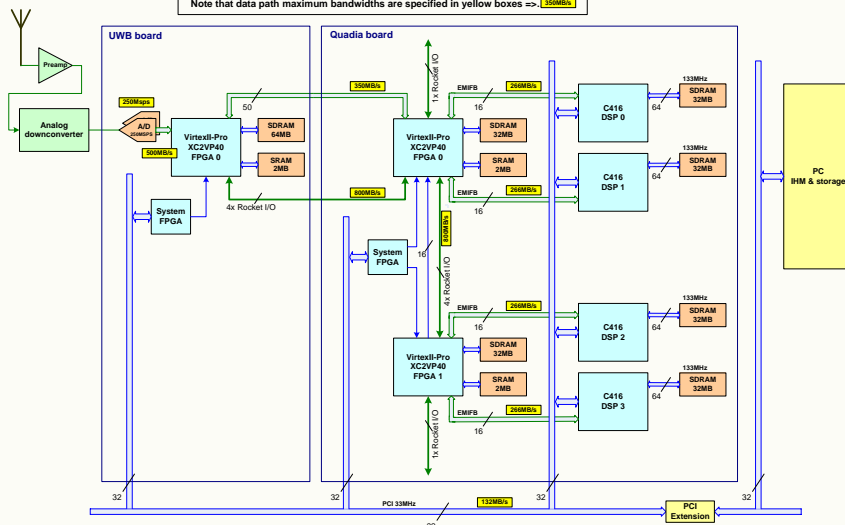 Note that data path maximum bandwidths are specified in yellow boxes =>. 350MB/s
UWB board
Quadia board
Preamp
Analog
downconverter
250Msps
A/D
250MSPS
500MB/s
VirtexII-Pro
XC2VP40
FPGA 0
SDRAM
64MB
SRAM
2MB
System
FPGA
50
350MB/s
800MB/s
4x Rocket I/O
1x Rocket I/O
VirtexII-Pro
XC2VP40
FPGA 0
SDRAM
32MB
SRAM
2MB
System
FPGA
16
800MB/s
4x Rocket I/O
VirtexII-Pro
XC2VP40
FPGA 1
SDRAM
32MB
SRAM
2MB
1x Rocket I/O
EMIFB
16
266MB/s
C416
DSP 0
64
133MHz
SDRAM
32MB
EMIFB
16
266MB/s
C416
DSP 1
64
133MHz
SDRAM
32MB
EMIFB
16
266MB/s
C416
DSP 2
64
133MHz
SDRAM
32MB
EMIFB
16
266MB/s
C416
DSP 3
64
133MHz
SDRAM
32MB
PC
IHM & storage
32
32
32
32
PCI 33MHz
132MB/s
PCI
Extension